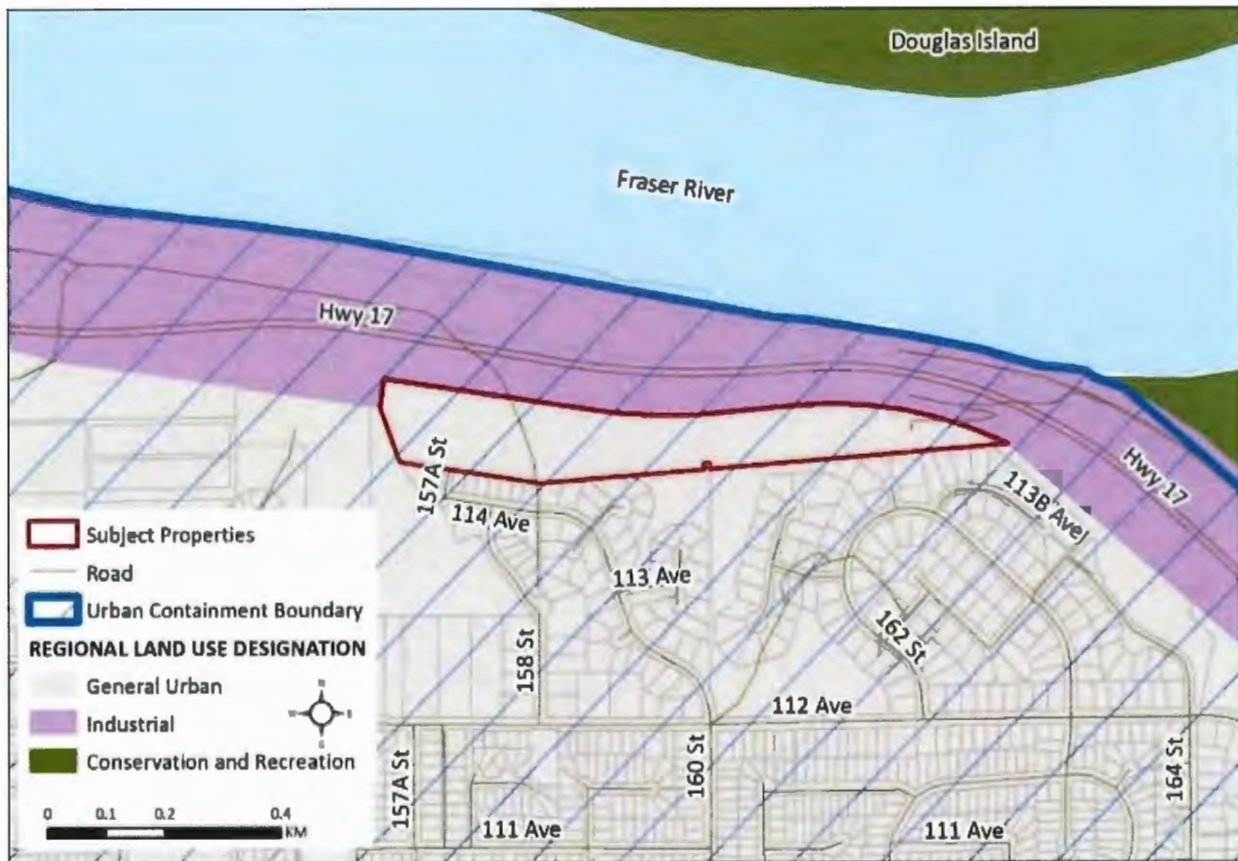 Douglas Island
Fraser River
Hwy 17
Hwy 17
157A St
114 Ave
113 Ave
113B Ave
162 St
158 St
112 Ave
160 St
164 St
157A St
111 Ave
111 Ave
Subject Properties
Road
Urban Containment Boundary
REGIONAL LAND USE DESIGNATION
General Urban
Industrial
Conservation and Recreation
0 0.1 0.2 0.4
KM